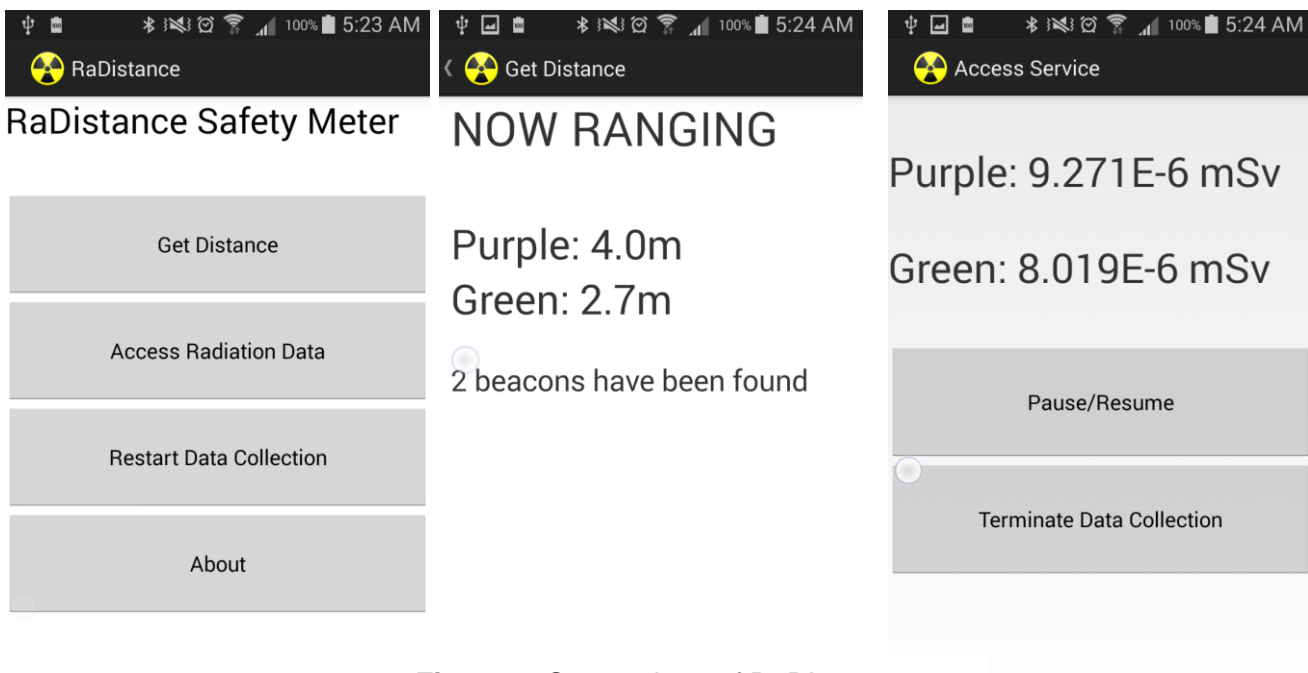 100% 5:23 AM
RaDistance
RaDistance Safety Meter
Get Distance
Access Radiation Data
Restart Data Collection
About
100% 5:24 AM
Get Distance
NOW RANGING
Purple: 4.0m
Green: 2.7m
2 beacons have been found
100% 5:24 AM
Access Service
Purple: 9.271E-6 mSv
Green: 8.019E-6 mSv
Pause/Resume
Terminate Data Collection